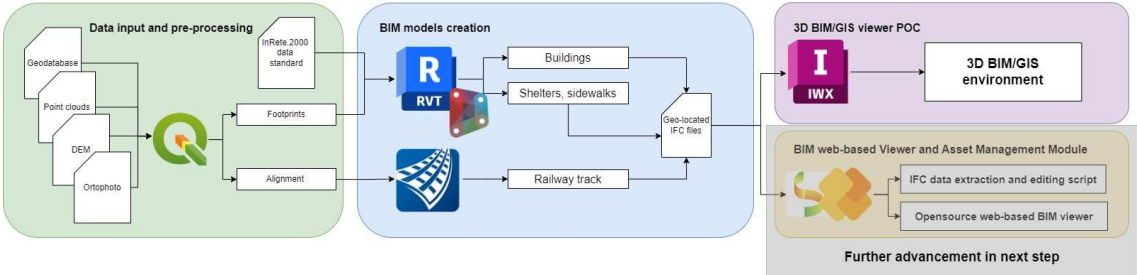 Data input and pre-processing
Geodatabase
Point clouds
DEM
Ortophoto
InRete.2000
data
standard
Footprints
Alignment
BIM models creation
R
RVT
Buildings
Shelters, sidewalks
Railway track
Geo-located
IFC files
3D BIM/GIS viewer POC
I
IWX
3D BIM/GIS
environment
BIM web-based Viewer and Asset Management Module
IFC data extraction and editing script
Opensource web-based BIM viewer
Further advancement in next step